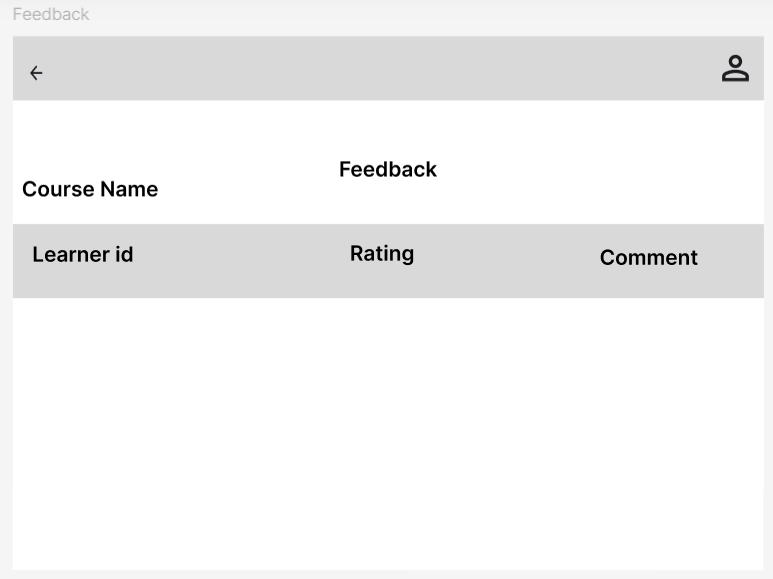 Feedback
Feedback
Course Name
Learner id
Rating
Comment